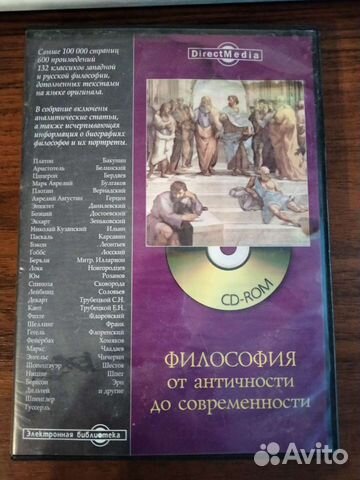 DirectMedia
Свыше 100 000 страниц
600 произведений
132 классиков западной
и русской философии,
дополненных текстами
на языке оригинала.
В собрание включены
аналитические статьи,
а также исчерпывающая
информация о биографиях
философов и их портреты.
Платон
Аристотель
Цицерон
Марк Аврелий
Плотин
Аврелий Августин
Эпиктет
Боэций
Экхарт
Николай Кузанский
Паскаль
Бэкон
Гоббс
Беркли
Локк
Юм
Спиноза
Лейбниц
Декарт
Кант
Фихте
Шеллинг
Гегель
Фейербах
Маркс
Энгельс
Шопенгауэр
Ницше
Бергсон
Дильтей
Шпенглер
Гуссерль
Бакунин
Белинский
Бердяев
Булгаков
Вернадский
Герцен
Данилевский
Достоевский
Зеньковский
Ильин
Карсавин
Леонтьев
Лосский
Митр. Илларион
Новгородцев
Розанов
Сковорода
Соловьев
Трубецкой С.Н.
Трубецкой Е.Н.
Флоровский
Франк
Флоренский
Хомяков
Чаадаев
Чичерин
Шестов
Шпет
Эрн
и другие
CD-ROM
ФИЛОСОФИЯ
от античности
до современности
Электронная библиотека
Avito